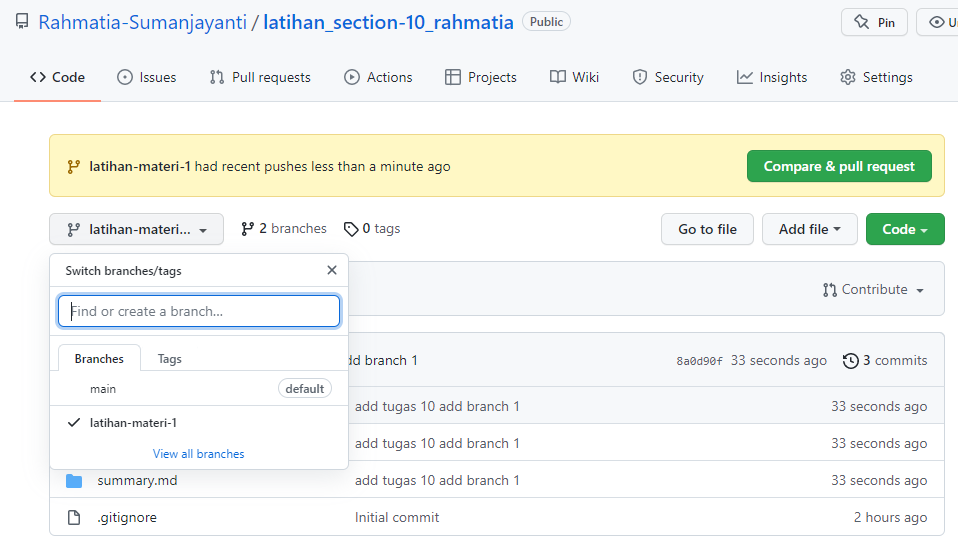 Rahmatia-Sumanjayanti / latihan_section-10_rahmatia Public Pin
Code Issues Pull requests Actions Projects Wiki Security Insights Settings
latihan-materi-1 had recent pushes less than a minute ago Compare & pull request
latihan-materi... 2 branches 0 tags Go to file Add file Code
Switch branches/tags
Contribute
Find or create a branch...
Branches Tags
branch 1 8a0d90f 33 seconds ago 3 commits
main default
add tugas 10 add branch 1 33 seconds ago
latihan-materi-1
add tugas 10 add branch 1 33 seconds ago
View all branches
summary.md add tugas 10 add branch 1 33 seconds ago
.gitignore Initial commit 2 hours ago